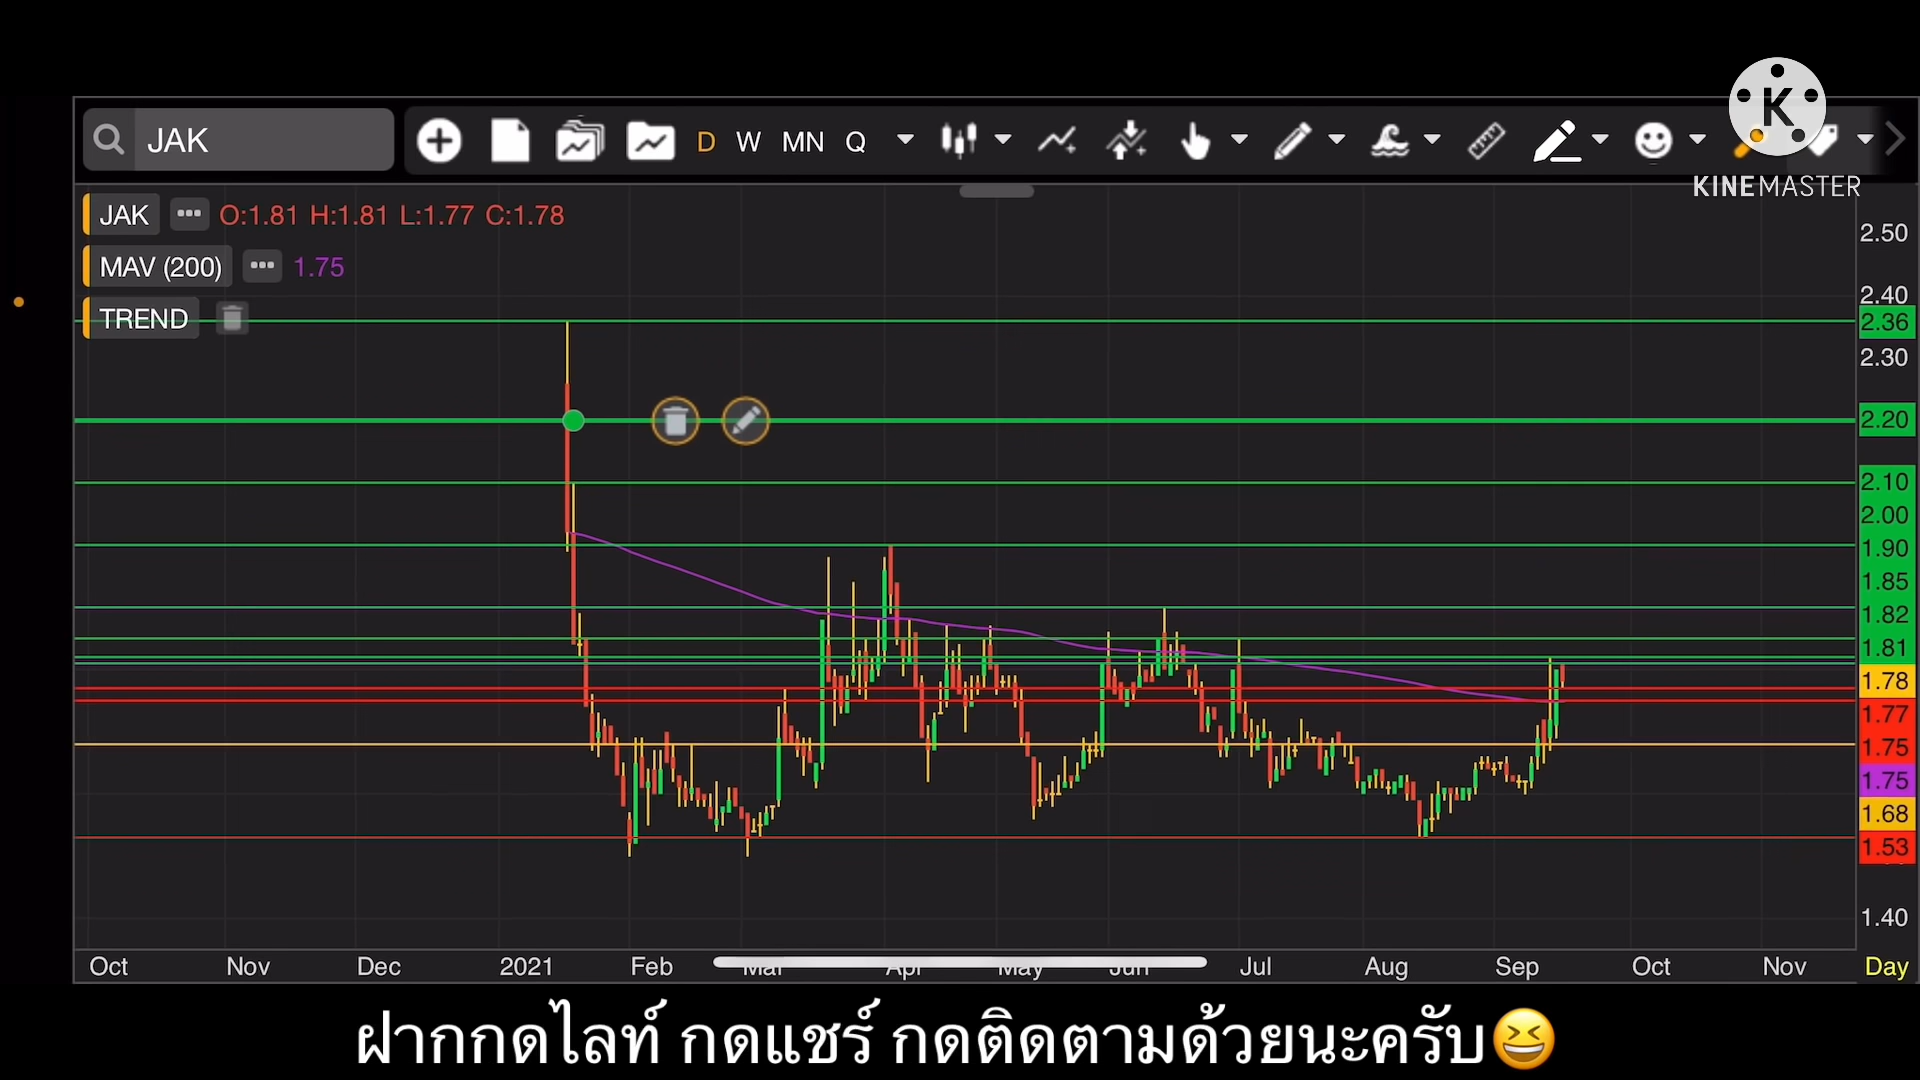 K
KINEMASTER
JAK
D W MN Q
JAK O:1.81 H:1.81 L:1.77 C:1.78
MAV (200) 1.75
TREND
2.50
2.40
2.36
2.30
2.20
2.10
2.00
1.90
1.85
1.82
1.81
1.78
1.77
1.75
1.75
1.68
1.53
1.40
Oct Nov Dec 2021 Feb Mar Apr May Jun Jul Aug Sep Oct Nov Day
ฝากกดไลท์ กดแชร์ กดติดตามด้วยนะครับ😆